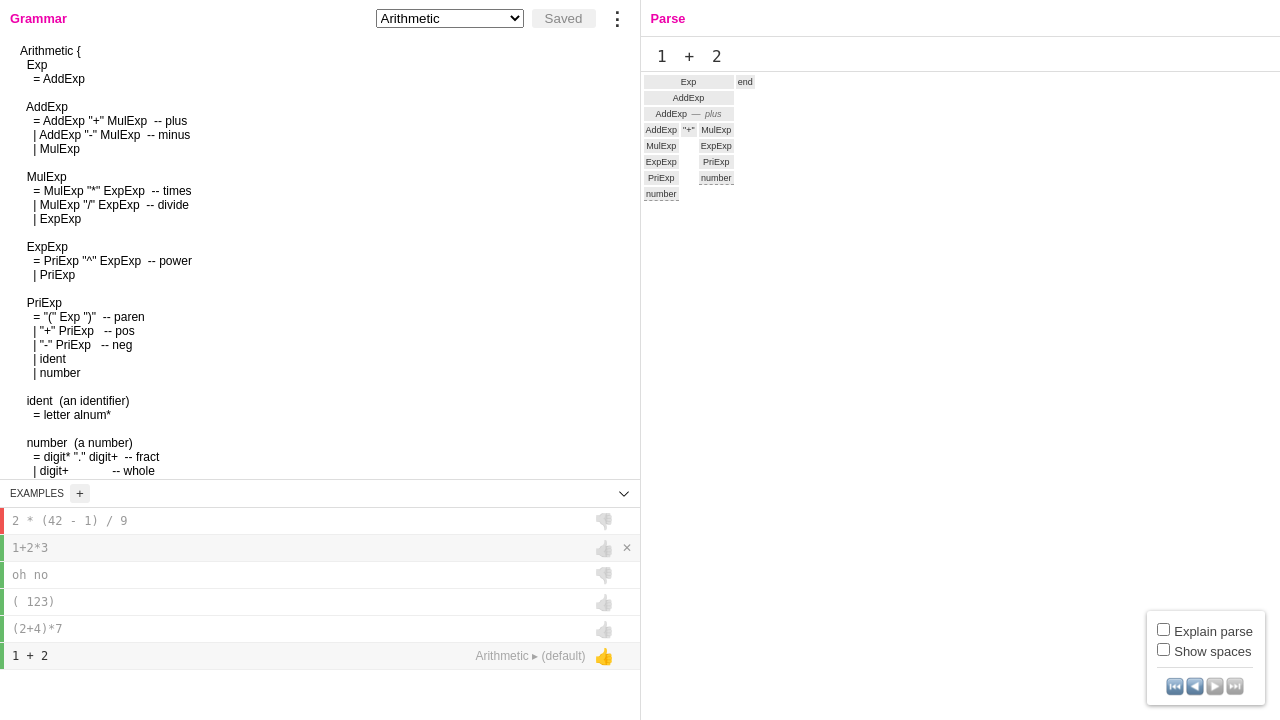 Grammar
Arithmetic
Saved
Parse
Arithmetic {
Exp
= AddExp
AddExp
= AddExp "+" MulExp  -- plus
| AddExp "-" MulExp  -- minus
| MulExp
MulExp
= MulExp "*" ExpExp  -- times
| MulExp "/" ExpExp  -- divide
| ExpExp
ExpExp
= PriExp "^" ExpExp  -- power
| PriExp
PriExp
= "(" Exp ")"  -- paren
| "+" PriExp   -- pos
| "-" PriExp   -- neg
| ident
| number
ident  (an identifier)
= letter alnum*
number  (a number)
= digit* "." digit+  -- fract
| digit+             -- whole
EXAMPLES +
2 * (42 - 1) / 9
1+2*3
oh no
( 123)
(2+4)*7
1 + 2
Arithmetic ▸ (default)
1 + 2
Exp end
AddExp
AddExp — plus
AddExp "+" MulExp
MulExp ExpExp
ExpExp PriExp
PriExp number
number
Explain parse
Show spaces